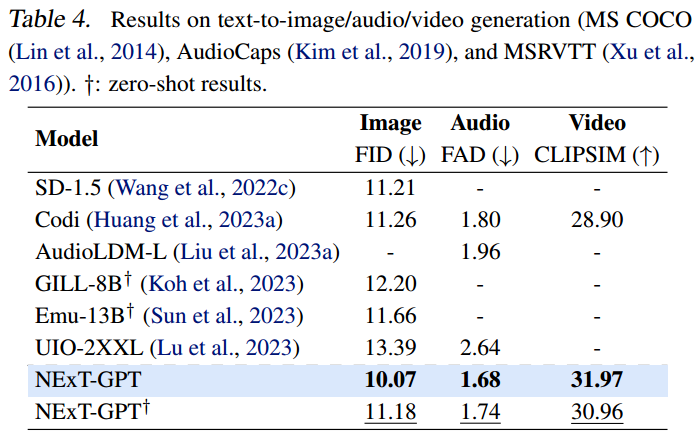 Table 4. Results on text-to-image/audio/video generation (MS COCO
(Lin et al., 2014), AudioCaps (Kim et al., 2019), and MSRVTT (Xu et al.,
2016)). †: zero-shot results.
Model Image Audio Video
FID (↓) FAD (↓) CLIPSIM (↑)
SD-1.5 (Wang et al., 2022c) 11.21 - -
Codi (Huang et al., 2023a) 11.26 1.80 28.90
AudioLDM-L (Liu et al., 2023a) - 1.96 -
GILL-8B† (Koh et al., 2023) 12.20 - -
Emu-13B† (Sun et al., 2023) 11.66 - -
UIO-2XXL (Lu et al., 2023) 13.39 2.64 -
NExT-GPT 10.07 1.68 31.97
NExT-GPT† 11.18 1.74 30.96